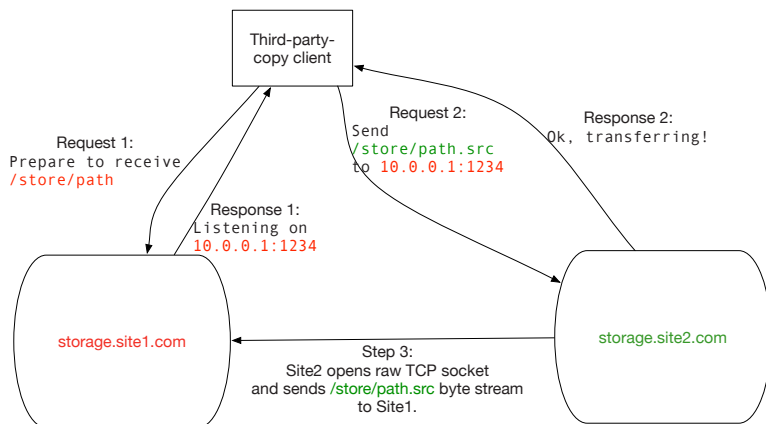 Third-party-
copy client
Request 1:
Prepare to receive
/store/path
Response 1:
Listening on
10.0.0.1:1234
Request 2:
Send
/store/path.src
to 10.0.0.1:1234
Response 2:
Ok, transferring!
storage.site1.com
storage.site2.com
Step 3:
Site2 opens raw TCP socket
and sends /store/path.src byte stream
to Site1.